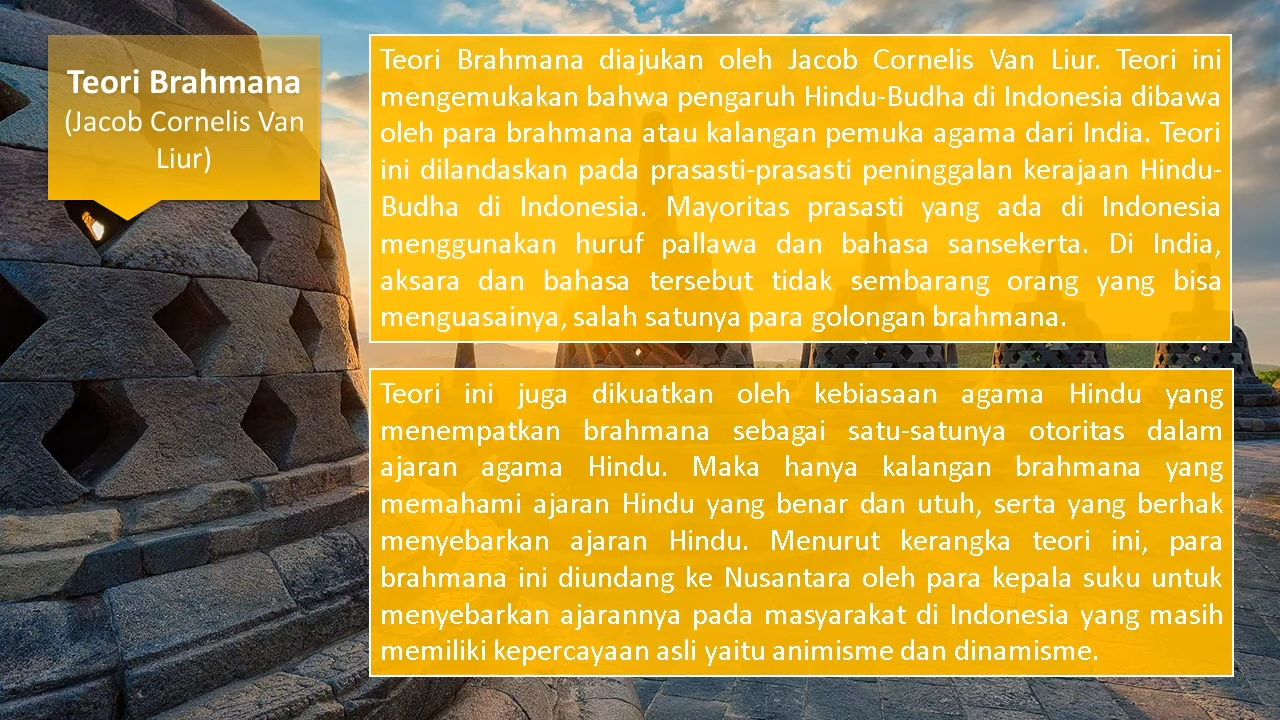 Teori Brahmana
(Jacob Cornelis Van
Liur)
Teori Brahmana diajukan oleh Jacob Cornelis Van Liur. Teori ini
mengemukakan bahwa pengaruh Hindu-Budha di Indonesia dibawa
oleh para brahmana atau kalangan pemuka agama dari India. Teori
ini dilandaskan pada prasasti-prasasti peninggalan kerajaan Hindu-
Budha di Indonesia. Mayoritas prasasti yang ada di Indonesia
menggunakan huruf pallawa dan bahasa sansekerta. Di India,
aksara dan bahasa tersebut tidak sembarang orang yang bisa
menguasainya, salah satunya para golongan brahmana.
Teori ini juga dikuatkan oleh kebiasaan agama Hindu yang
menempatkan brahmana sebagai satu-satunya otoritas dalam
ajaran agama Hindu. Maka hanya kalangan brahmana yang
memahami ajaran Hindu yang benar dan utuh, serta yang berhak
menyebarkan ajaran Hindu. Menurut kerangka teori ini, para
brahmana ini diundang ke Nusantara oleh para kepala suku untuk
menyebarkan ajarannya pada masyarakat di Indonesia yang masih
memiliki kepercayaan asli yaitu animisme dan dinamisme.